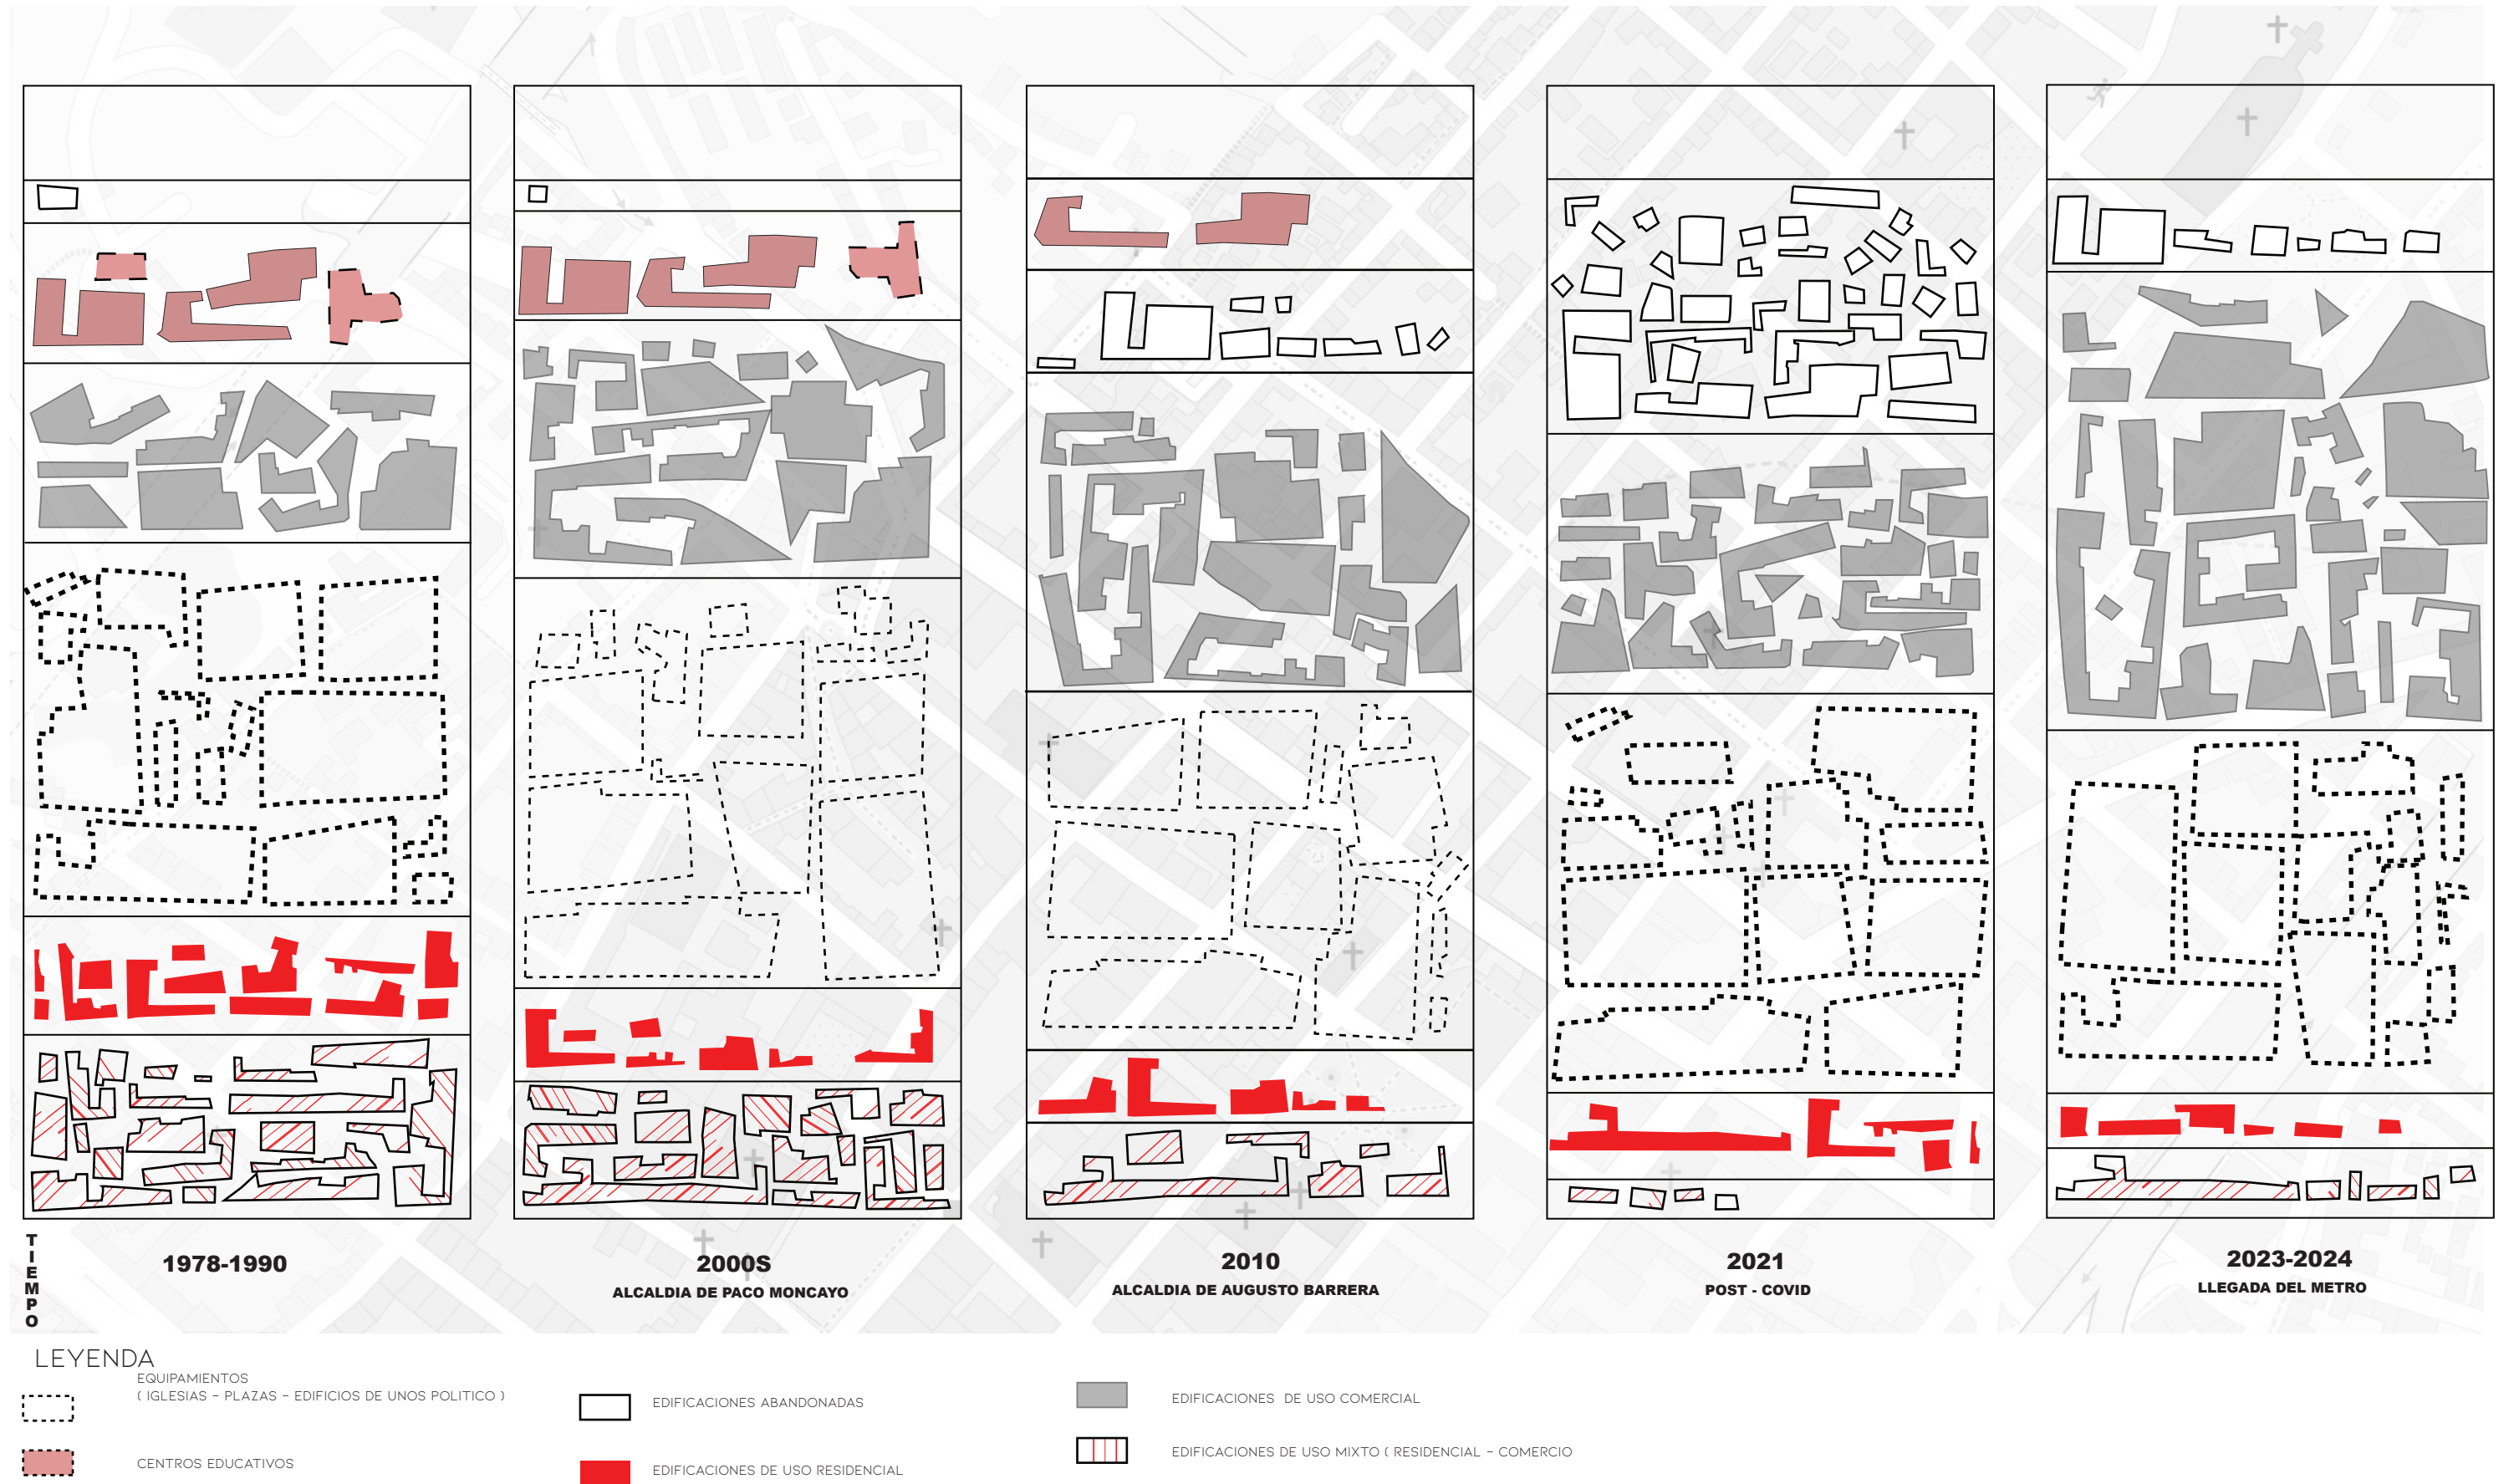 TIEMPO
1978-1990
2000S
ALCALDIA DE PACO MONCAYO
2010
ALCALDIA DE AUGUSTO BARRERA
2021
POST - COVID
2023-2024
LLEGADA DEL METRO
LEYENDA
EQUIPAMIENTOS
( IGLESIAS - PLAZAS - EDIFICIOS DE UNOS POLITICO )
CENTROS EDUCATIVOS
EDIFICACIONES ABANDONADAS
EDIFICACIONES DE USO RESIDENCIAL
EDIFICACIONES DE USO COMERCIAL
EDIFICACIONES DE USO MIXTO ( RESIDENCIAL - COMERCIO